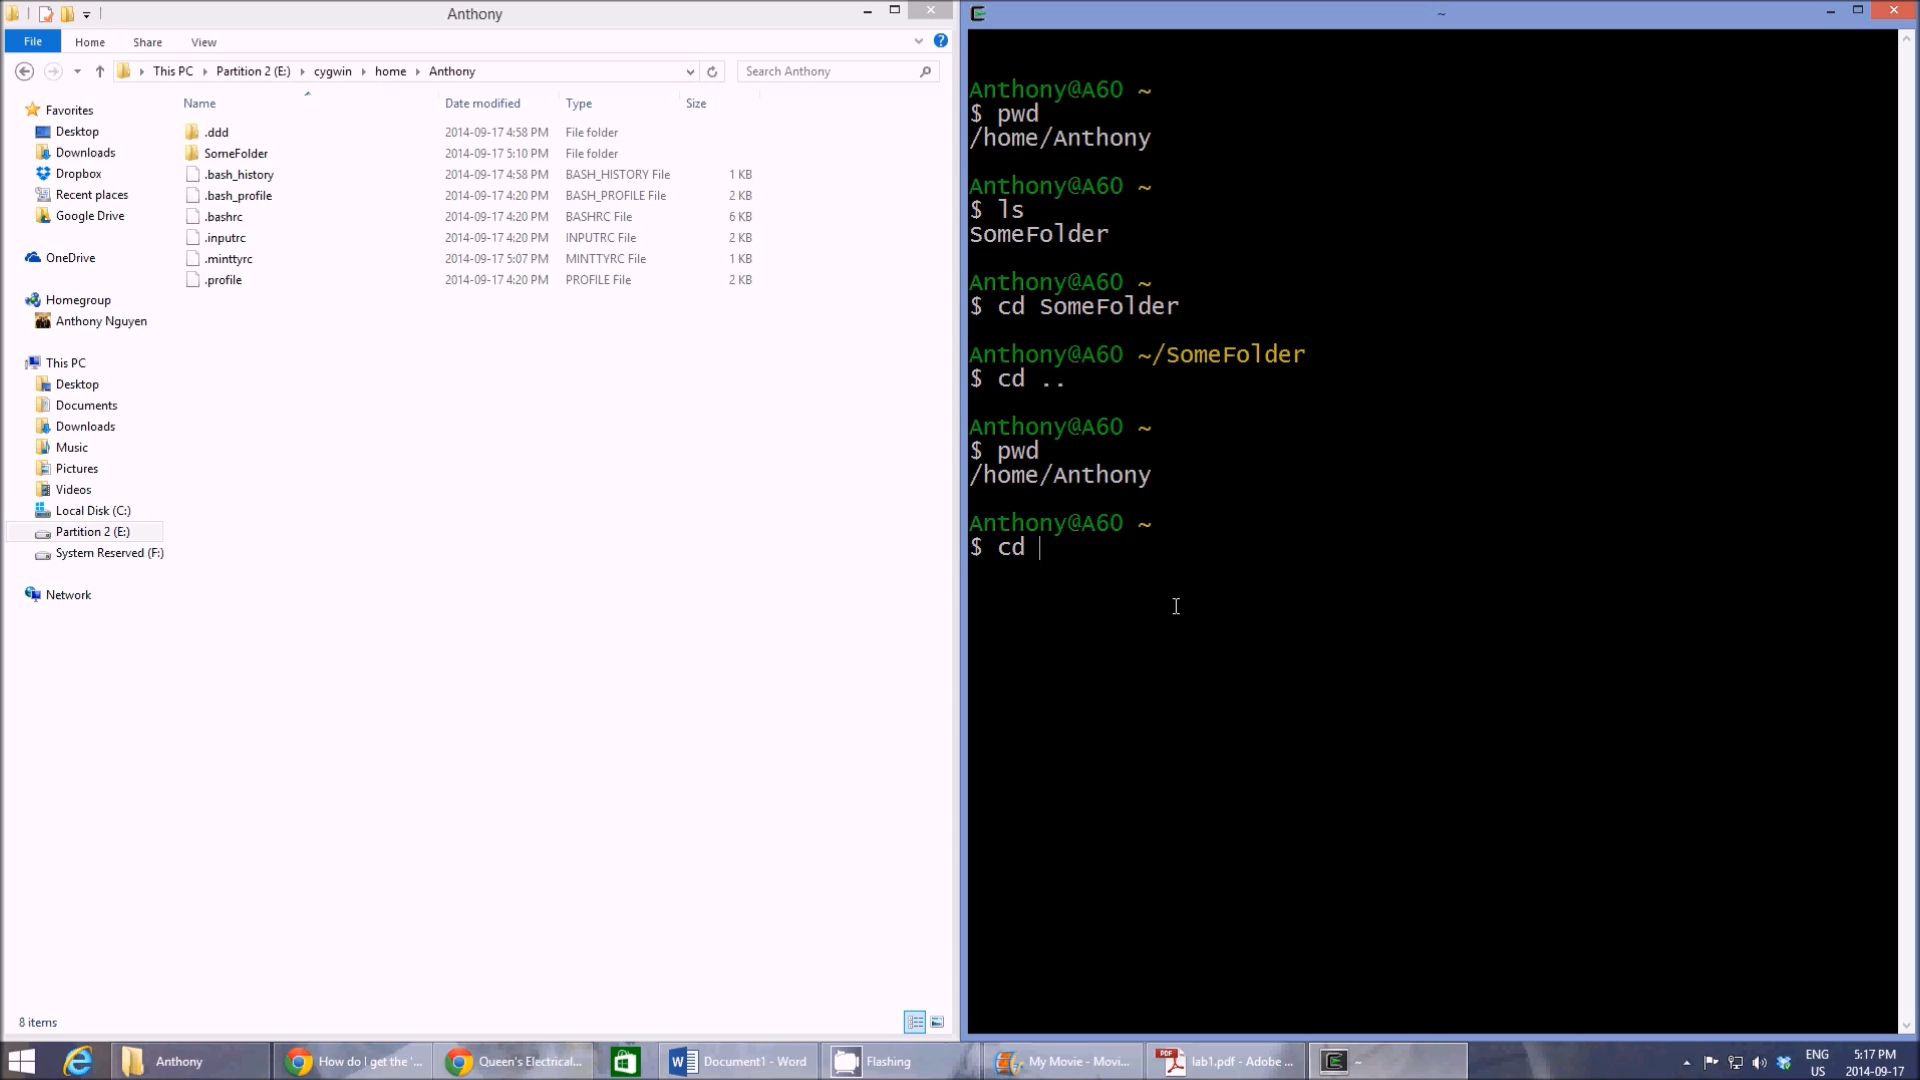 Anthony
File Home Share View
This PC Partition 2 (E:) cygwin home Anthony Search Anthony
Name Date modified Type Size
.ddd 2014-09-17 4:58 PM File folder
SomeFolder 2014-09-17 5:10 PM File folder
.bash_history 2014-09-17 4:58 PM BASH_HISTORY File 1 KB
.bash_profile 2014-09-17 4:20 PM BASH_PROFILE File 2 KB
.bashrc 2014-09-17 4:20 PM BASHRC File 6 KB
.inputrc 2014-09-17 4:20 PM INPUTRC File 2 KB
.minttyrc 2014-09-17 5:07 PM MINTTYRC File 1 KB
.profile 2014-09-17 4:20 PM PROFILE File 2 KB
Favorites
Desktop
Downloads
Dropbox
Recent places
Google Drive
OneDrive
Homegroup
Anthony Nguyen
This PC
Desktop
Documents
Downloads
Music
Pictures
Videos
Local Disk (C:)
Partition 2 (E:)
System Reserved (F:)
Network
8 items
~
Anthony@A60 ~
$ pwd
/home/Anthony
Anthony@A60 ~
$ ls
SomeFolder
Anthony@A60 ~
$ cd SomeFolder
Anthony@A60 ~/SomeFolder
$ cd ..
Anthony@A60 ~
$ pwd
/home/Anthony
Anthony@A60 ~
$ cd
Anthony How do I get the '... Queen's Electrical... Document1 - Word Flashing My Movie - Movi... lab1.pdf - Adobe ... ~ ENG 5:17 PM
US 2014-09-17